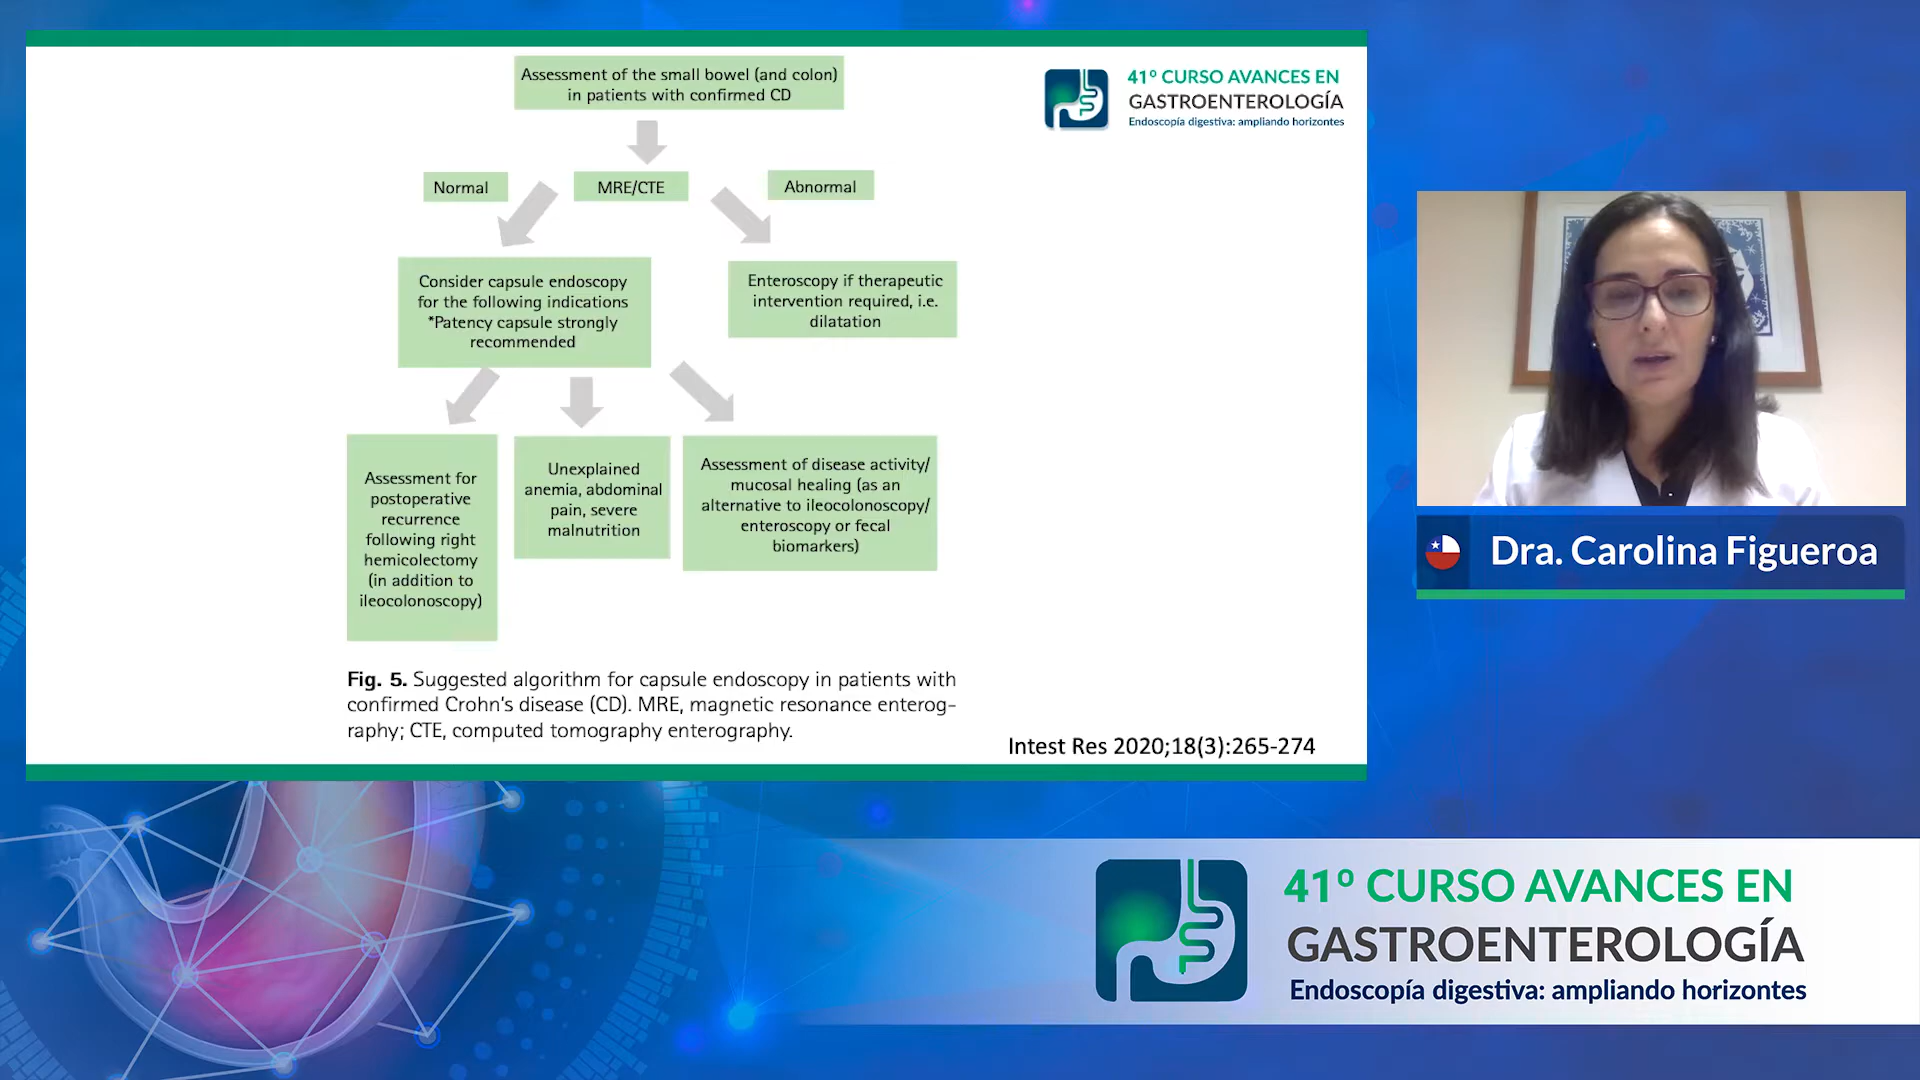 Assessment of the small bowel (and colon)
in patients with confirmed CD
41º CURSO AVANCES EN
GASTROENTEROLOGÍA
Endoscopía digestiva: ampliando horizontes
Normal
MRE/CTE
Abnormal
Consider capsule endoscopy
for the following indications
*Patency capsule strongly
recommended
Enteroscopy if therapeutic
intervention required, i.e.
dilatation
Assessment for
postoperative
recurrence
following right
hemicolectomy
(in addition to
ileocolonoscopy)
Unexplained
anemia, abdominal
pain, severe
malnutrition
Assessment of disease activity/
mucosal healing (as an
alternative to ileocolonoscopy/
enteroscopy or fecal
biomarkers)
Fig. 5. Suggested algorithm for capsule endoscopy in patients with
confirmed Crohn's disease (CD). MRE, magnetic resonance enterog-
raphy; CTE, computed tomography enterography.
Intest Res 2020;18(3):265-274
Dra. Carolina Figueroa
41º CURSO AVANCES EN
GASTROENTEROLOGÍA
Endoscopía digestiva: ampliando horizontes